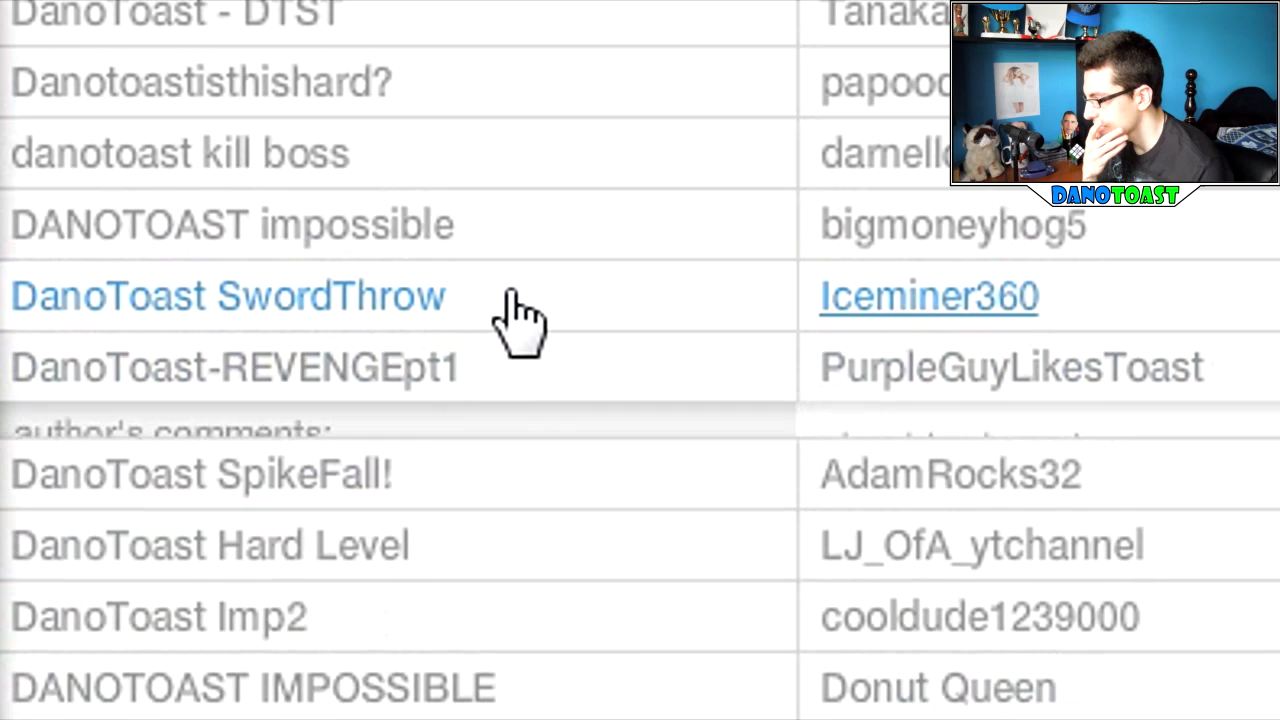 DanoToast - DTST Tanaka
Danotoastisthishard?
danotoast kill boss
DANOTOAST
DANOTOAST impossible bigmoneyhog5
DanoToast SwordThrow Iceminer360
DanoToast-REVENGEpt1 PurpleGuyLikesToast
author's comments:
DanoToast SpikeFall! AdamRocks32
DanoToast Hard Level LJ_OfA_ytchannel
DanoToast Imp2 cooldude1239000
DANOTOAST IMPOSSIBLE Donut Queen